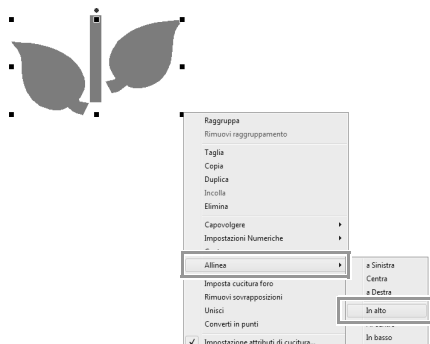 Raggruppa
Rimuovi raggruppamento
Taglia
Copia
Duplica
Incolla
Elimina
Capovolgere
Impostazioni Numeriche
Allinea
Imposta cucitura foro
Rimuovi sovrapposizioni
Unisci
Converti in punti
Impostazione attributi di cucitura...
a Sinistra
Centra
a Destra
In alto
In basso